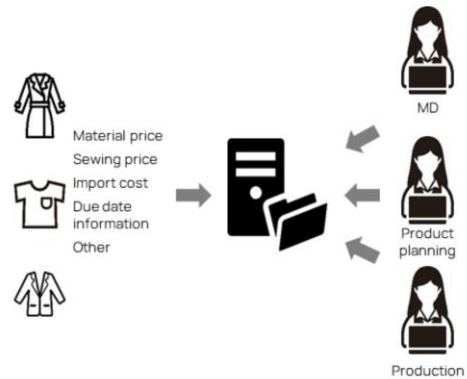 Material price
Sewing price
Import cost
Due date
information
Other
MD
Product
planning
Production